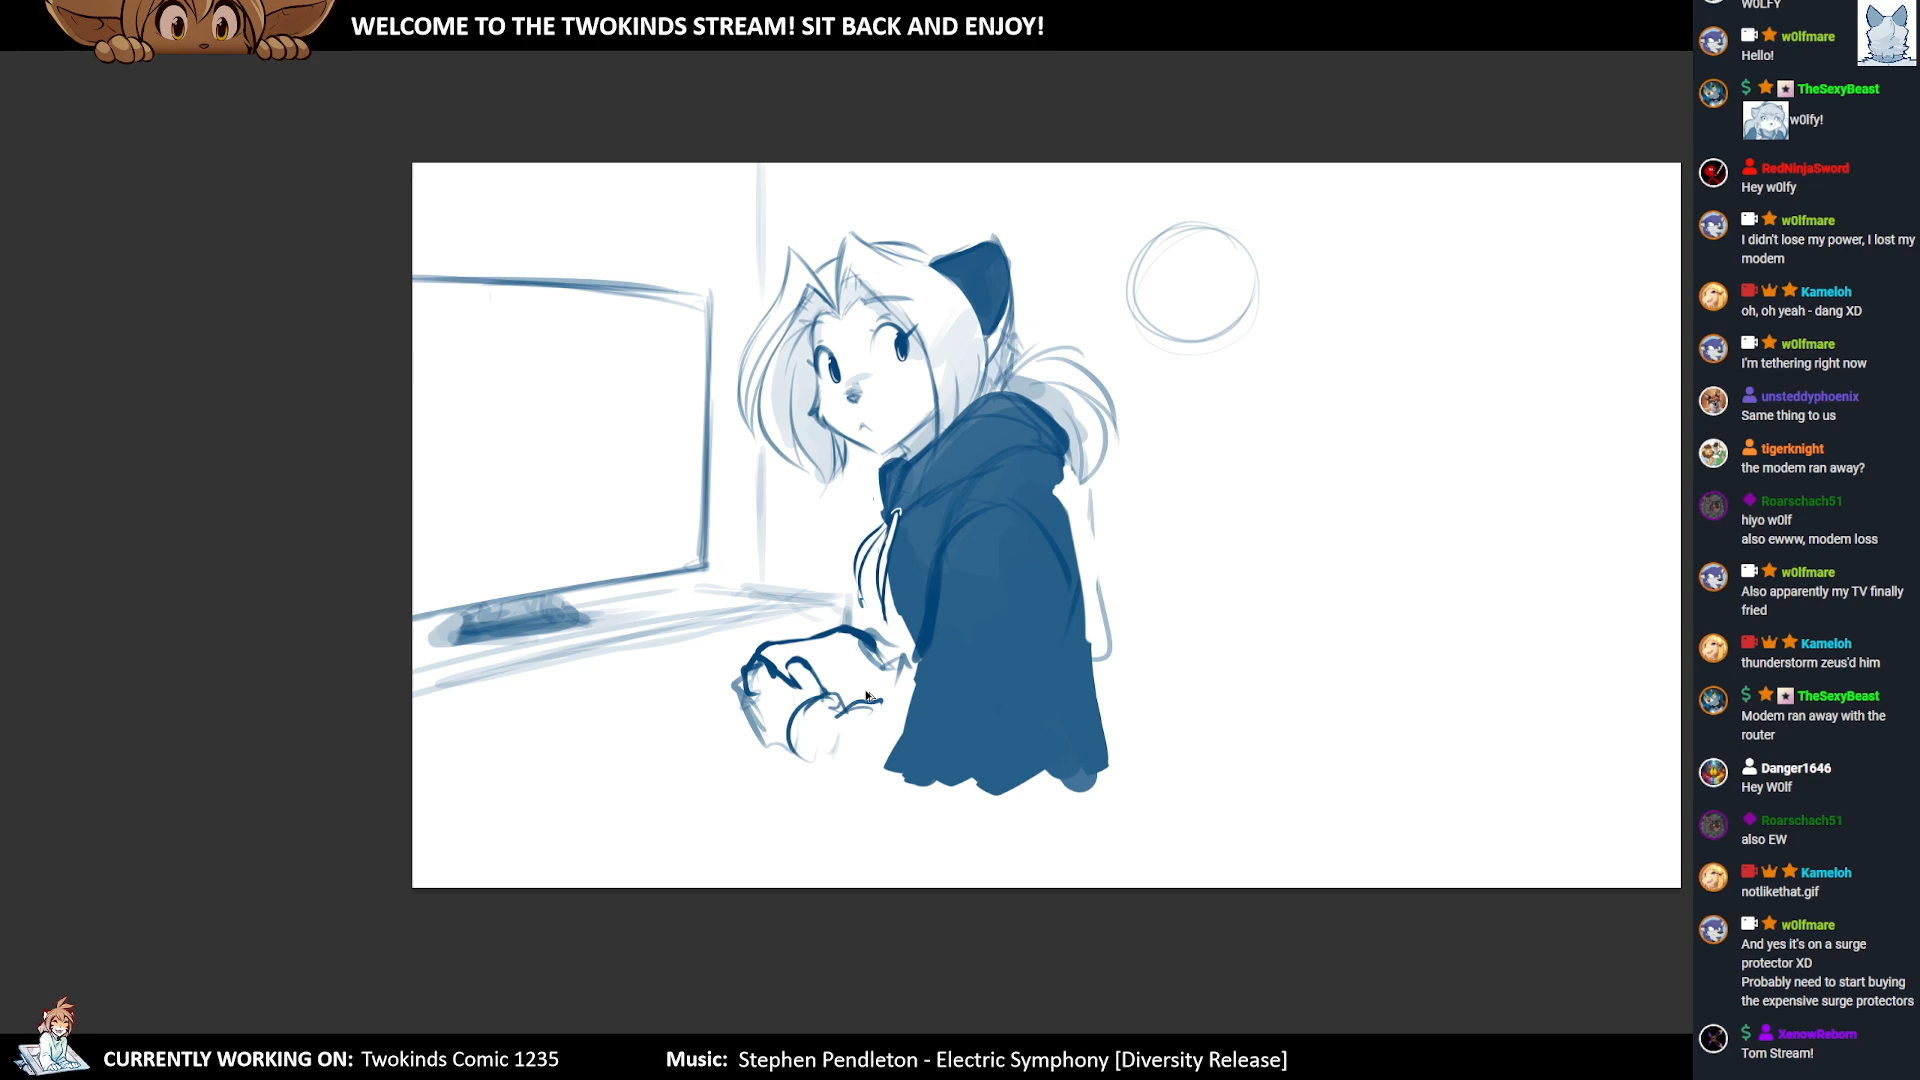 WELCOME TO THE TWOKINDS STREAM! SIT BACK AND ENJOY!
W0LFY
w0lfmare
Hello!
TheSexyBeast
w0lfy!
RedNinjaSword
Hey w0lfy
w0lfmare
I didn't lose my power, I lost my
modem
Kameloh
oh, oh yeah - dang XD
w0lfmare
I'm tethering right now
unsteddyphoenix
Same thing to us
tigerknight
the modem ran away?
Roarschach51
hiyo w0lf
also ewww, modem loss
w0lfmare
Also apparently my TV finally
fried
Kameloh
thunderstorm zeus'd him
TheSexyBeast
Modem ran away with the
router
Danger1646
Hey W0lf
Roarschach51
also EW
Kameloh
notlikethat.gif
w0lfmare
And yes it's on a surge
protector XD
Probably need to start buying
the expensive surge protectors
XenowReborn
Tom Stream!
CURRENTLY WORKING ON: Twokinds Comic 1235
Music: Stephen Pendleton - Electric Symphony [Diversity Release]